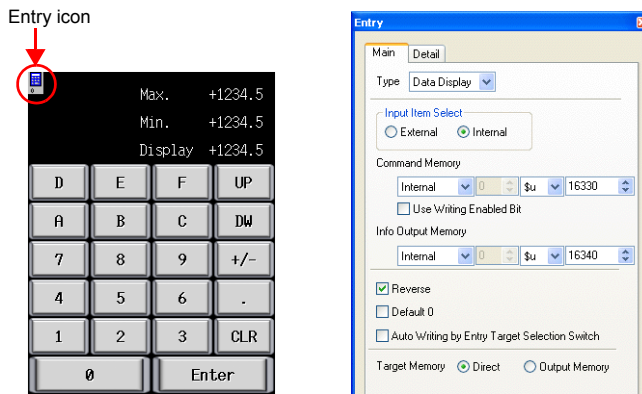 Entry icon
0
Max. +1234.5
Min. +1234.5
Display +1234.5
D E F UP
A B C DW
7 8 9 +/-
4 5 6 .
1 2 3 CLR
0 Enter
Entry
Main Detail
Type Data Display
Input Item Select
External Internal
Command Memory
Internal 0 $u 16330
Use Writing Enabled Bit
Info Output Memory
Internal 0 $u 16340
Reverse
Default 0
Auto Writing by Entry Target Selection Switch
Target Memory Direct Output Memory